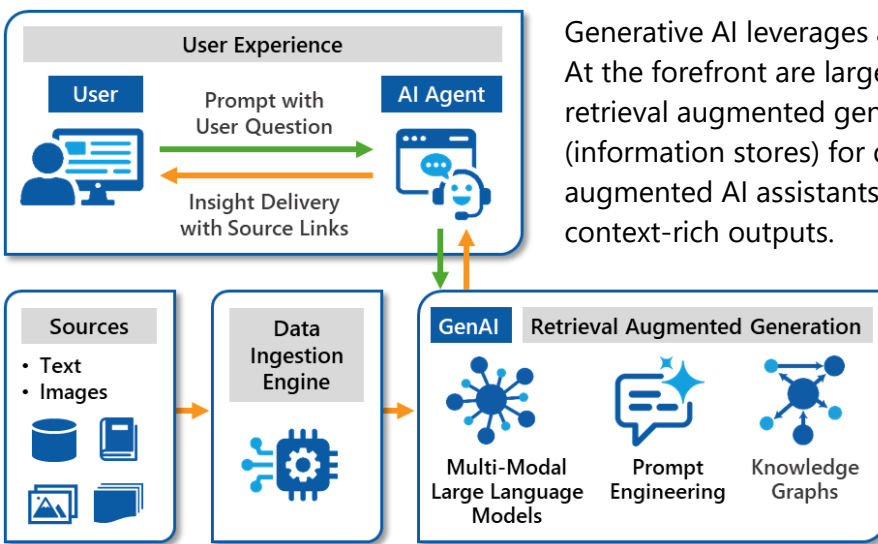 User Experience
User
Prompt with
User Question
AI Agent
Insight Delivery
with Source Links
Generative AI leverages
At the forefront are large
retrieval augmented
(information stores) for
augmented AI assistants
context-rich outputs.
Sources
• Text
• Images
Data
Ingestion
Engine
GenAI
Retrieval Augmented Generation
Multi-Modal
Large Language
Models
Prompt
Engineering
Knowledge
Graphs